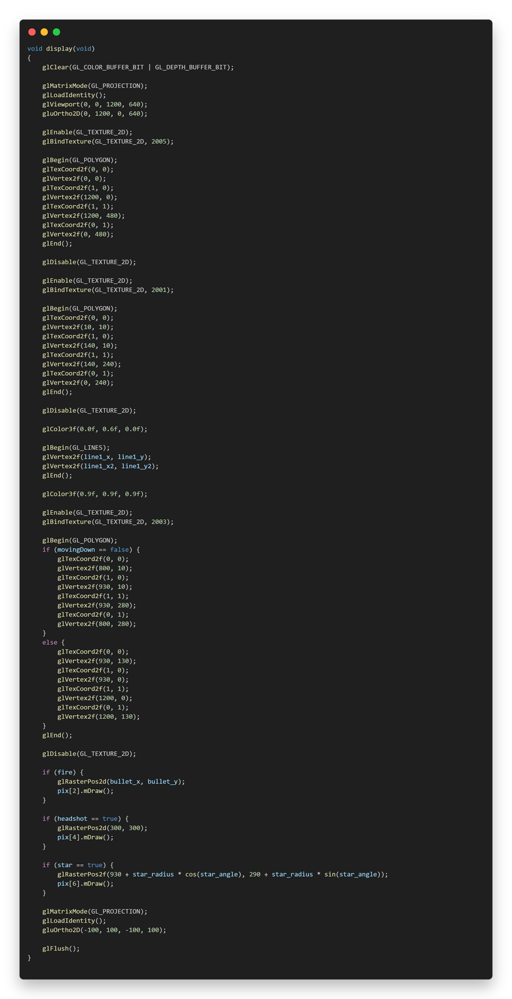 void display(void)
{
    glClear(GL_COLOR_BUFFER_BIT | GL_DEPTH_BUFFER_BIT);

    glMatrixMode(GL_PROJECTION);
    glLoadIdentity();
    glViewport(0, 0, 1200, 640);
    gluOrtho2D(0, 1200, 0, 640);

    glEnable(GL_TEXTURE_2D);
    glBindTexture(GL_TEXTURE_2D, 2005);

    glBegin(GL_POLYGON);
    glTexCoord2f(0, 0);
    glVertex2f(0, 0);
    glTexCoord2f(1, 0);
    glVertex2f(1200, 0);
    glTexCoord2f(1, 1);
    glVertex2f(1200, 480);
    glTexCoord2f(0, 1);
    glVertex2f(0, 480);
    glEnd();

    glDisable(GL_TEXTURE_2D);

    glEnable(GL_TEXTURE_2D);
    glBindTexture(GL_TEXTURE_2D, 2001);

    glBegin(GL_POLYGON);
    glTexCoord2f(0, 0);
    glVertex2f(10, 10);
    glTexCoord2f(1, 0);
    glVertex2f(140, 10);
    glTexCoord2f(1, 1);
    glVertex2f(140, 240);
    glTexCoord2f(0, 1);
    glVertex2f(0, 240);
    glEnd();

    glDisable(GL_TEXTURE_2D);

    glColor3f(0.0f, 0.6f, 0.0f);

    glBegin(GL_LINES);
    glVertex2f(line1_x, line1_y);
    glVertex2f(line1_x2, line1_y2);
    glEnd();

    glColor3f(0.9f, 0.9f, 0.9f);

    glEnable(GL_TEXTURE_2D);
    glBindTexture(GL_TEXTURE_2D, 2003);

    glBegin(GL_POLYGON);
    if (movingDown == false) {
        glTexCoord2f(0, 0);
        glVertex2f(800, 10);
        glTexCoord2f(1, 0);
        glVertex2f(930, 10);
        glTexCoord2f(1, 1);
        glVertex2f(930, 280);
        glTexCoord2f(0, 1);
        glVertex2f(800, 280);
    }
    else {
        glTexCoord2f(0, 0);
        glVertex2f(930, 130);
        glTexCoord2f(1, 0);
        glVertex2f(930, 0);
        glTexCoord2f(1, 1);
        glVertex2f(1200, 0);
        glTexCoord2f(0, 1);
        glVertex2f(1200, 130);
    }
    glEnd();

    glDisable(GL_TEXTURE_2D);

    if (fire) {
        glRasterPos2d(bullet_x, bullet_y);
        pix[2].mDraw();
    }

    if (headshot == true) {
        glRasterPos2d(300, 300);
        pix[4].mDraw();
    }

    if (star == true) {
        glRasterPos2f(930 + star_radius * cos(star_angle), 290 + star_radius * sin(star_angle));
        pix[6].mDraw();
    }

    glMatrixMode(GL_PROJECTION);
    glLoadIdentity();
    gluOrtho2D(-100, 100, -100, 100);

    glFlush();
}